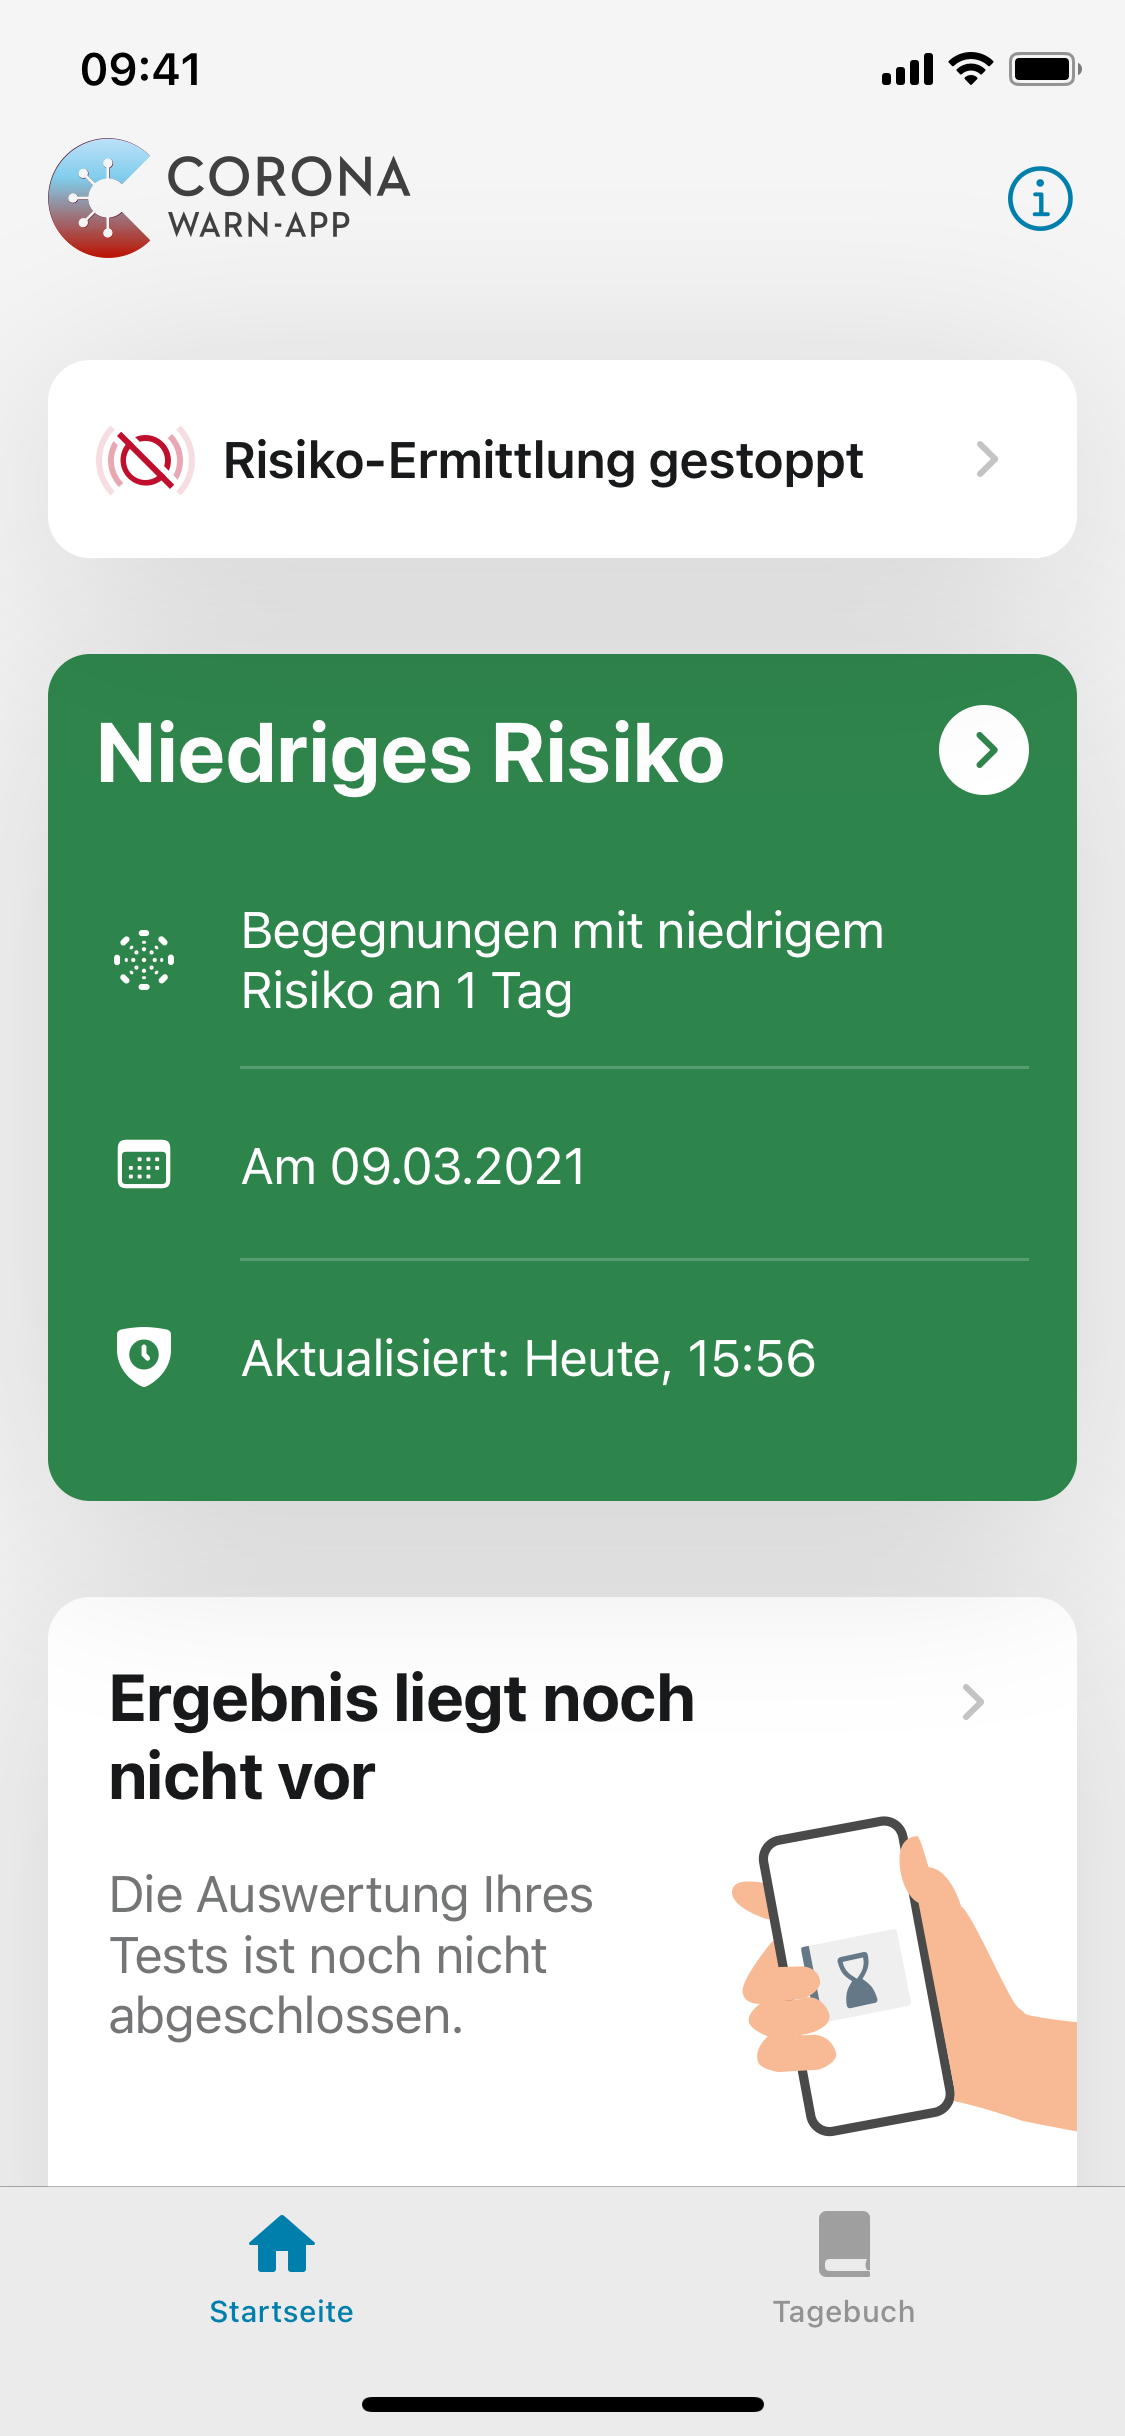 09:41
CORONA
WARN-APP
Risiko-Ermittlung gestoppt
Niedriges Risiko
Begegnungen mit niedrigem
Risiko an 1 Tag
Am 09.03.2021
Aktualisiert: Heute, 15:56
Ergebnis liegt noch
nicht vor
Die Auswertung Ihres
Tests ist noch nicht
abgeschlossen.
Startseite
Tagebuch